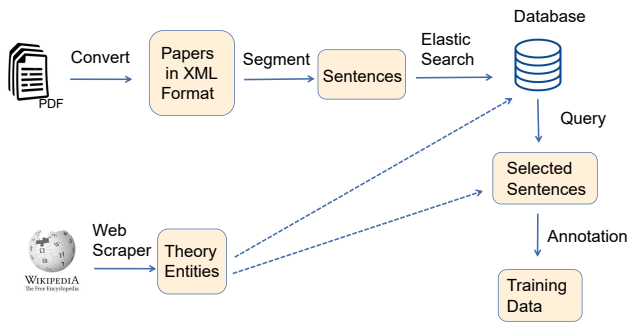 Database
Convert
Papers
in XML
Format
Segment
Sentences
Elastic
Search
PDF
Query
Selected
Sentences
Web
Scraper
Theory
Entities
Annotation
WIKIPEDIA
The Free Encyclopedia
Training
Data